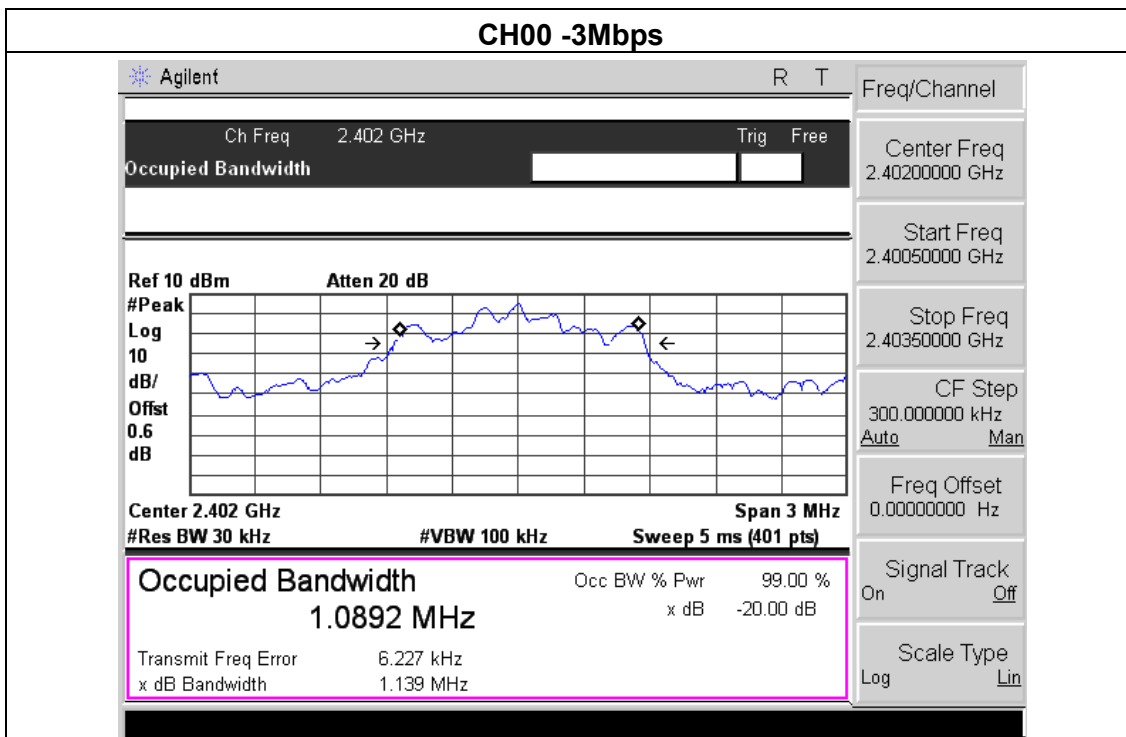 CH00 -3Mbps
Agilent R T
Ch Freq 2.402 GHz Trig Free
Occupied Bandwidth
Ref 10 dBm Atten 20 dB
#Peak
Log
10
dB/
Offst
0.6
dB
Center 2.402 GHz Span 3 MHz
#Res BW 30 kHz #VBW 100 kHz Sweep 5 ms (401 pts)
Occupied Bandwidth Occ BW % Pwr 99.00 %
1.0892 MHz x dB -20.00 dB
Transmit Freq Error 6.227 kHz
x dB Bandwidth 1.139 MHz
Freq/Channel
Center Freq
2.40200000 GHz
Start Freq
2.40050000 GHz
Stop Freq
2.40350000 GHz
CF Step
300.000000 kHz
Auto Man
Freq Offset
0.00000000 Hz
Signal Track
On Off
Scale Type
Log Lin